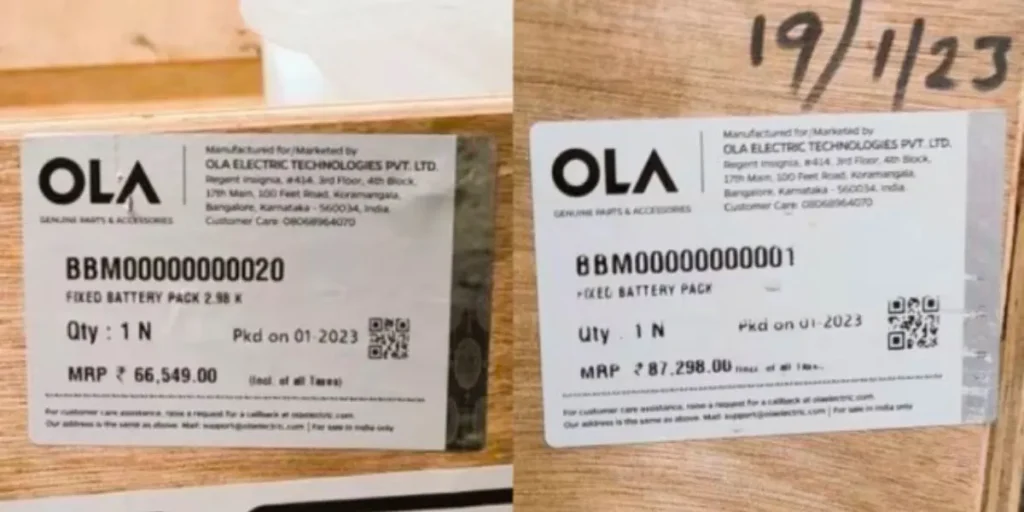 OLA
GENUINE PARTS & ACCESSORIES
Manufactured for/Marketed by
OLA ELECTRIC TECHNOLOGIES PVT. LTD.
Regent Insignia, #414, 3rd Floor, 4th Block,
17th Main, 100 Feet Road, Koramangala,
Bangalore, Karnataka - 560034, India.
Customer Care: 08068964070
BBM00000000020
FIXED BATTERY PACK 2.98 K
Qty : 1 N
Pkd on 01-2023
MRP ₹ 66,549.00 (Incl. of all Taxes)
For customer care assistance, raise a request for a callback at olaelectric.com
Our address is the same as above. Mail: support@olaelectric.com | For sale in India only
19/1/23
OLA
GENUINE PARTS & ACCESSORIES
Manufactured for/Marketed by
OLA ELECTRIC TECHNOLOGIES PVT. LTD.
Regent Insignia, #414, 3rd Floor, 4th Block,
17th Main, 100 Feet Road, Koramangala,
Bangalore, Karnataka - 560034, India.
Customer Care: 08068964070
BBM00000000001
FIXED BATTERY PACK
Qty : 1 N
Pkd on 01-2023
MRP ₹ 87,298.00 (Incl. of all
For customer care assistance, raise a request for a callback at olaelectric.com
Our address is the same as above. Mail: support@olaelectric.com | For sale in India only